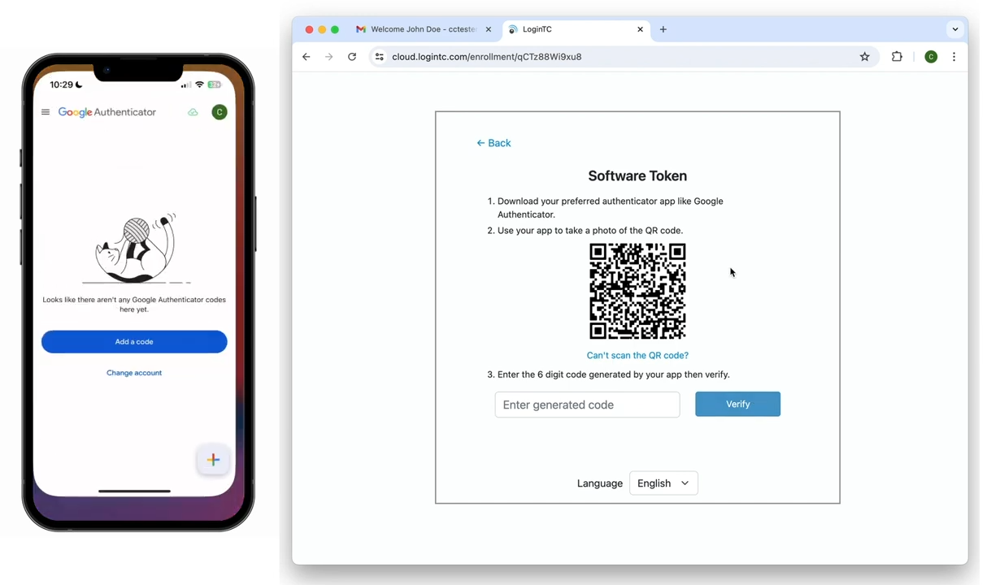 10:29
32
Google Authenticator
C
Looks like there aren't any Google Authenticator codes
here yet.
Add a code
Change account
Welcome John Doe - cctester
LoginTC
cloud.logintc.com/enrollment/qCTz88Wi9xu8
C
← Back
Software Token
1. Download your preferred authenticator app like Google
Authenticator.
2. Use your app to take a photo of the QR code.
Can't scan the QR code?
3. Enter the 6 digit code generated by your app then verify.
Enter generated code
Verify
Language
English